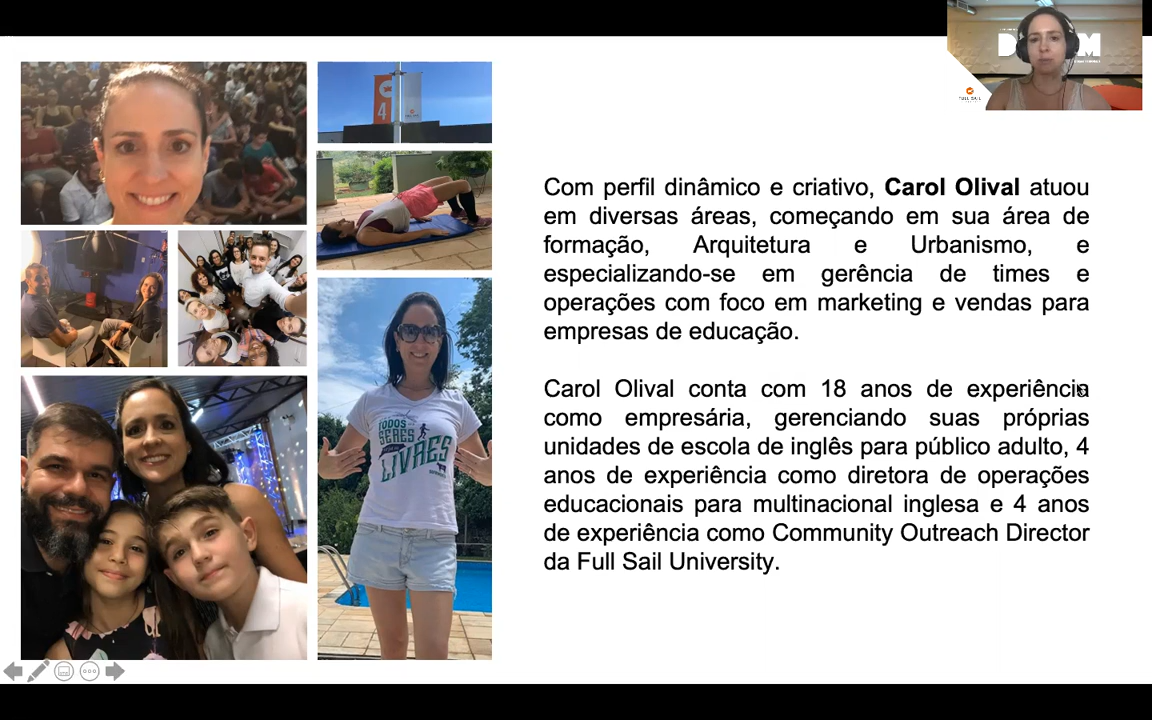 D M
FULL SAIL
4
Com perfil dinâmico e criativo, Carol Olival atuou
em diversas áreas, começando em sua área de
formação, Arquitetura e Urbanismo, e
especializando-se em gerência de times e
operações com foco em marketing e vendas para
empresas de educação.
Carol Olival conta com 18 anos de experiência
como empresária, gerenciando suas próprias
unidades de escola de inglês para público adulto, 4
anos de experiência como diretora de operações
educacionais para multinacional inglesa e 4 anos
de experiência como Community Outreach Director
da Full Sail University.
TODOS
SERES
LIVRES